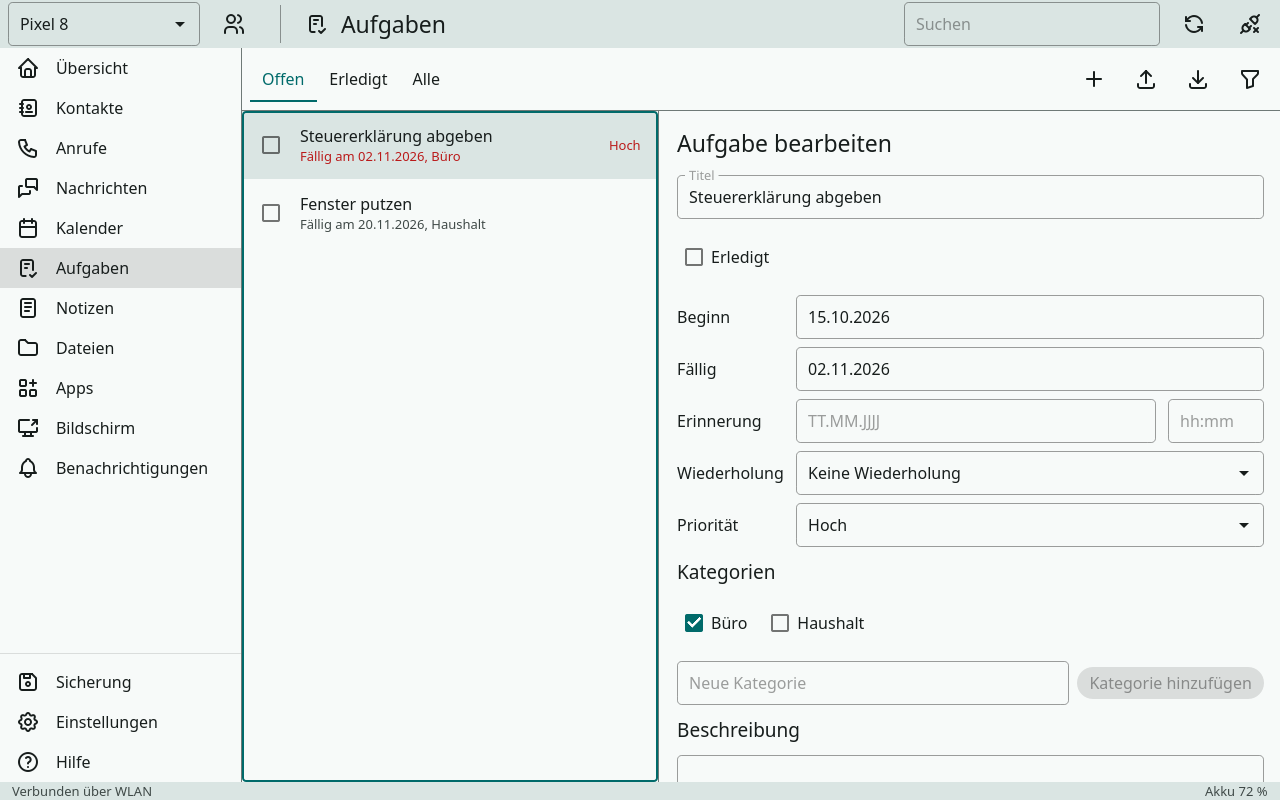 Pixel 8
Aufgaben
Suchen
Übersicht
Kontakte
Anrufe
Nachrichten
Kalender
Aufgaben
Notizen
Dateien
Apps
Bildschirm
Benachrichtigungen
Sicherung
Einstellungen
Hilfe
Offen Erledigt Alle
Steuererklärung abgeben
Fällig am 02.11.2026, Büro
Hoch
Fenster putzen
Fällig am 20.11.2026, Haushalt
Aufgabe bearbeiten
Titel
Steuererklärung abgeben
Erledigt
Beginn 15.10.2026
Fällig 02.11.2026
Erinnerung TT.MM.JJJJ hh:mm
Wiederholung Keine Wiederholung
Priorität Hoch
Kategorien
Büro Haushalt
Neue Kategorie Kategorie hinzufügen
Beschreibung
Verbunden über WLAN Akku 72 %